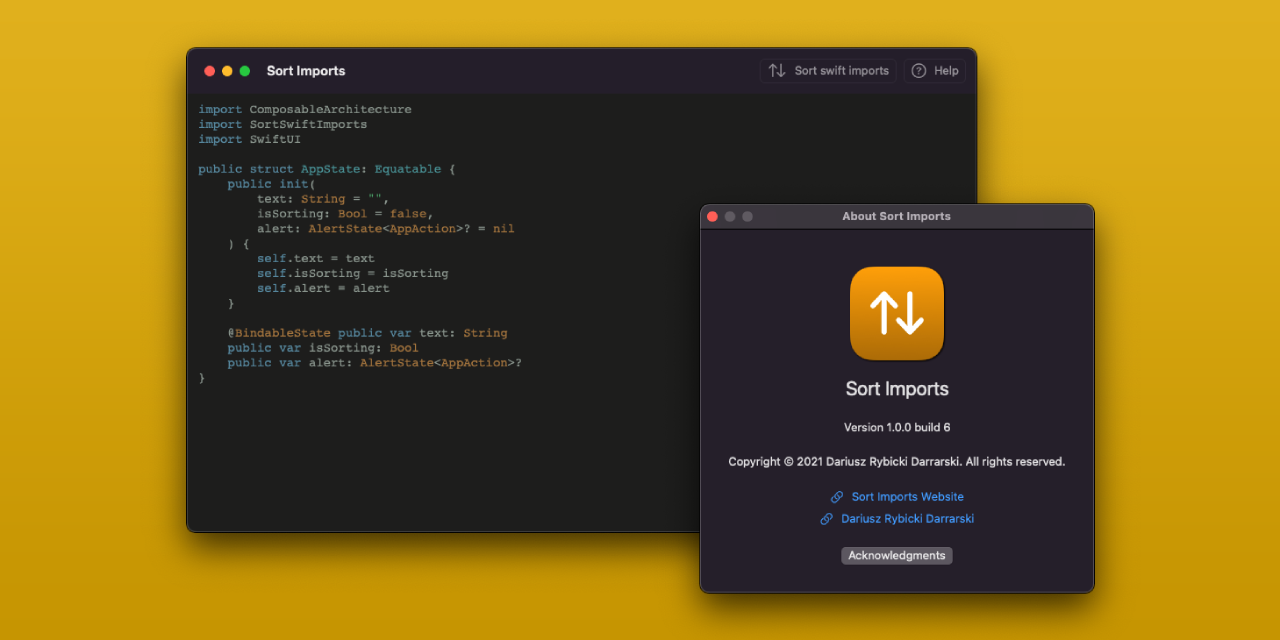 Sort Imports
Sort swift imports
Help
import ComposableArchitecture
import SortSwiftImports
import SwiftUI
public struct AppState: Equatable {
public init(
text: String = "",
isSorting: Bool = false,
alert: AlertState<AppAction>? = nil
) {
self.text = text
self.isSorting = isSorting
self.alert = alert
}
@BindableState public var text: String
public var isSorting: Bool
public var alert: AlertState<AppAction>?
}
About Sort Imports
Sort Imports
Version 1.0.0 build 6
Copyright © 2021 Dariusz Rybicki Darrarski. All rights reserved.
Sort Imports Website
Dariusz Rybicki Darrarski
Acknowledgments